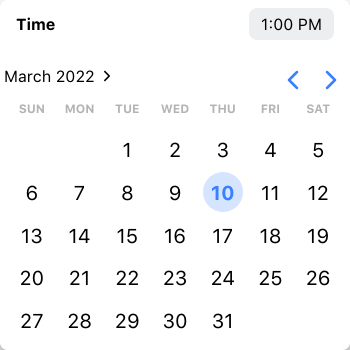 Time 1:00 PM
March 2022
SUN MON TUE WED THU FRI SAT
1 2 3 4 5
6 7 8 9 10 11 12
13 14 15 16 17 18 19
20 21 22 23 24 25 26
27 28 29 30 31